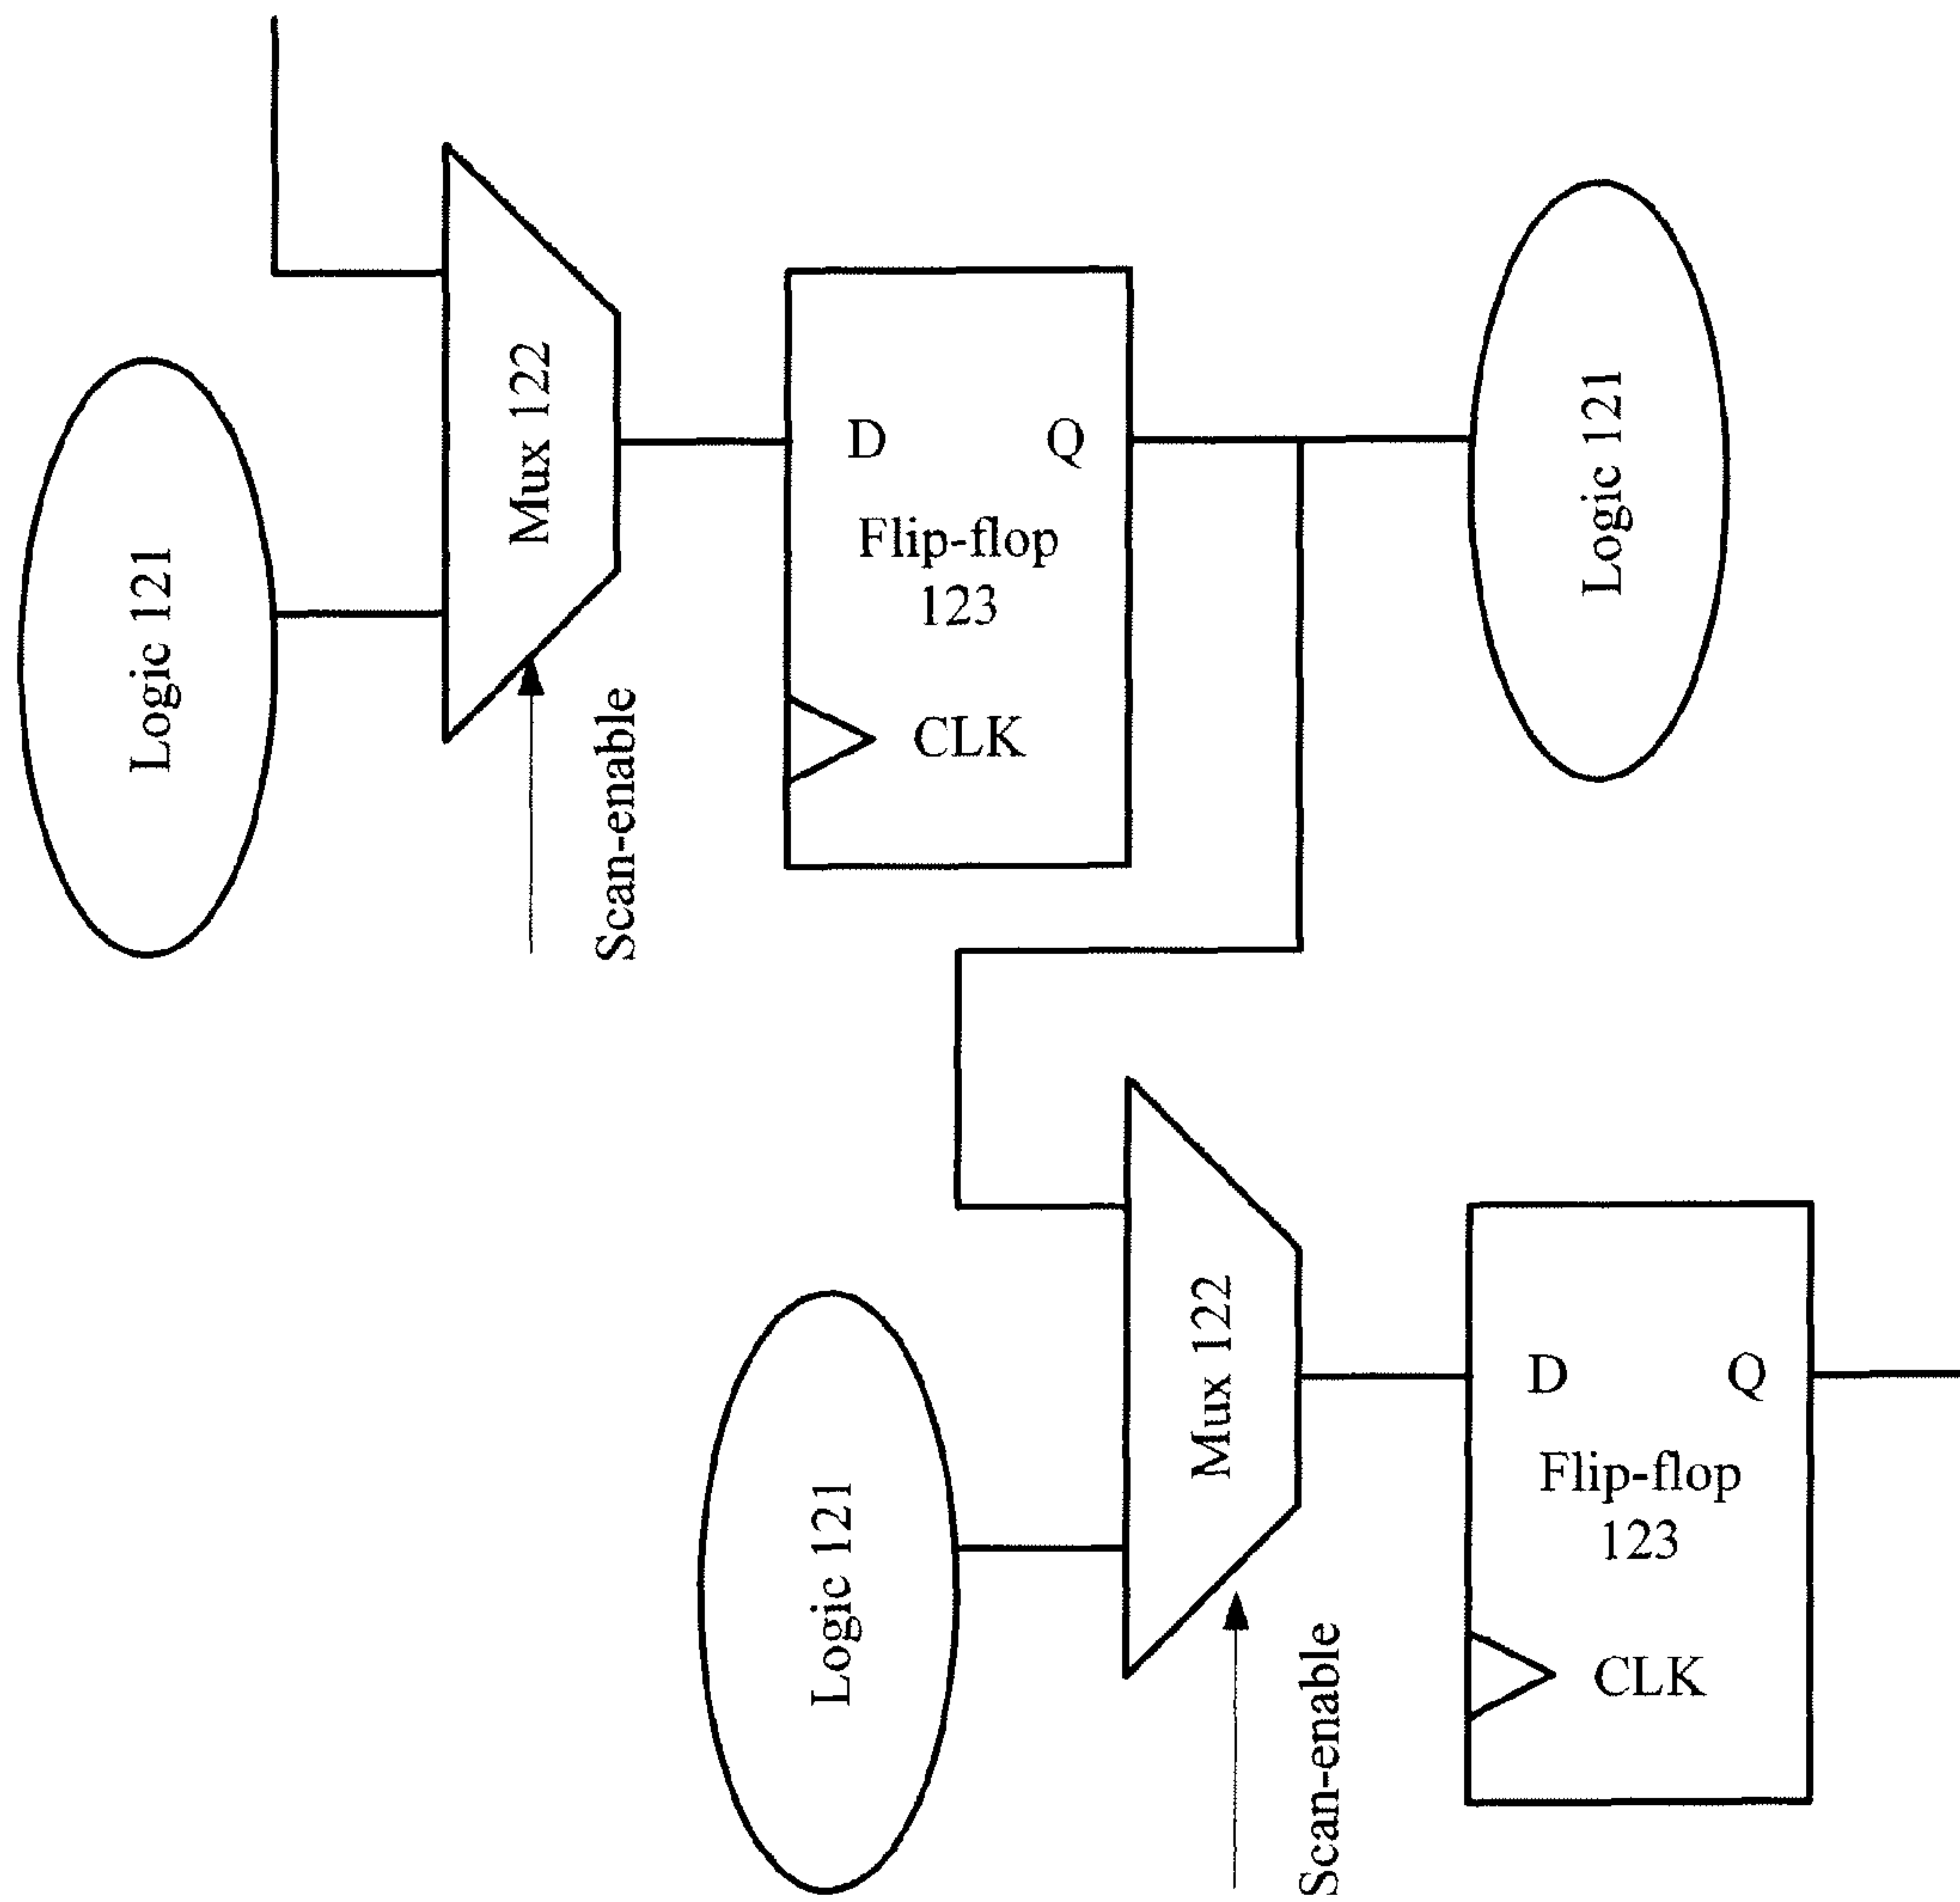 Logic 121
Mux 122
Scan-enable
D
Q
Flip-flop
123
CLK
Logic 121
Logic 121
Mux 122
Scan-enable
D
Q
Flip-flop
123
CLK